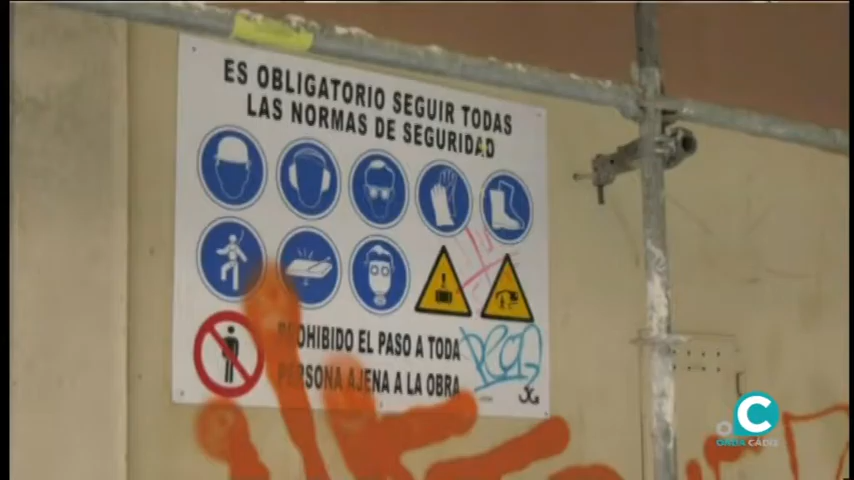 ES OBLIGATORIO SEGUIR TODAS
LAS NORMAS DE SEGURIDAD
PROHIBIDO EL PASO A TODA
PERSONA AJENA A LA OBRA
C
ONDA CÁDIZ